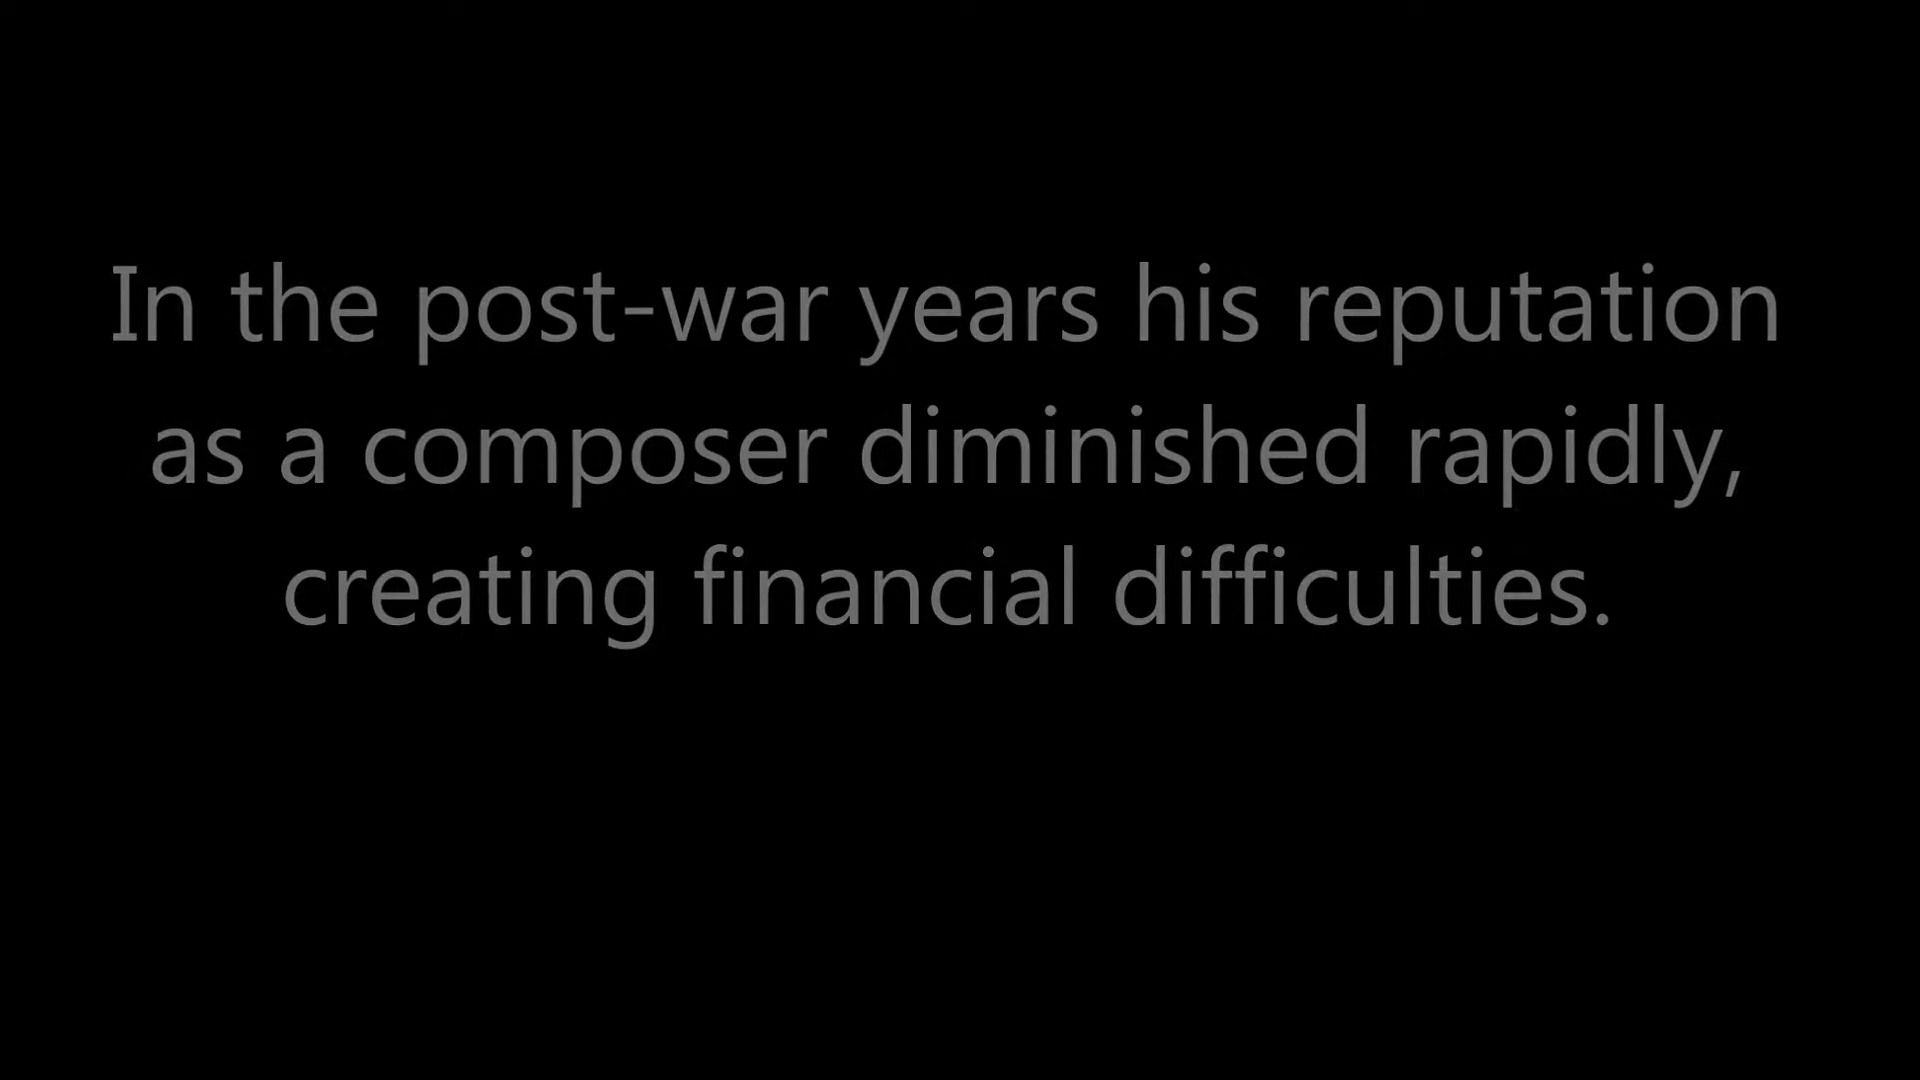 In the post-war years his reputation
as a composer diminished rapidly,
creating financial difficulties.